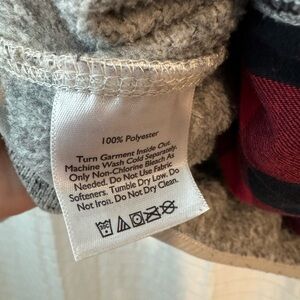 100% Polyester
Turn Garment Inside Out.
Machine Wash Cold Separately.
Only Non-Chlorine Bleach As
Needed. Do Not Use Fabric
Softeners. Tumble Dry Low. Do
Not Iron. Do Not Dry Clean.